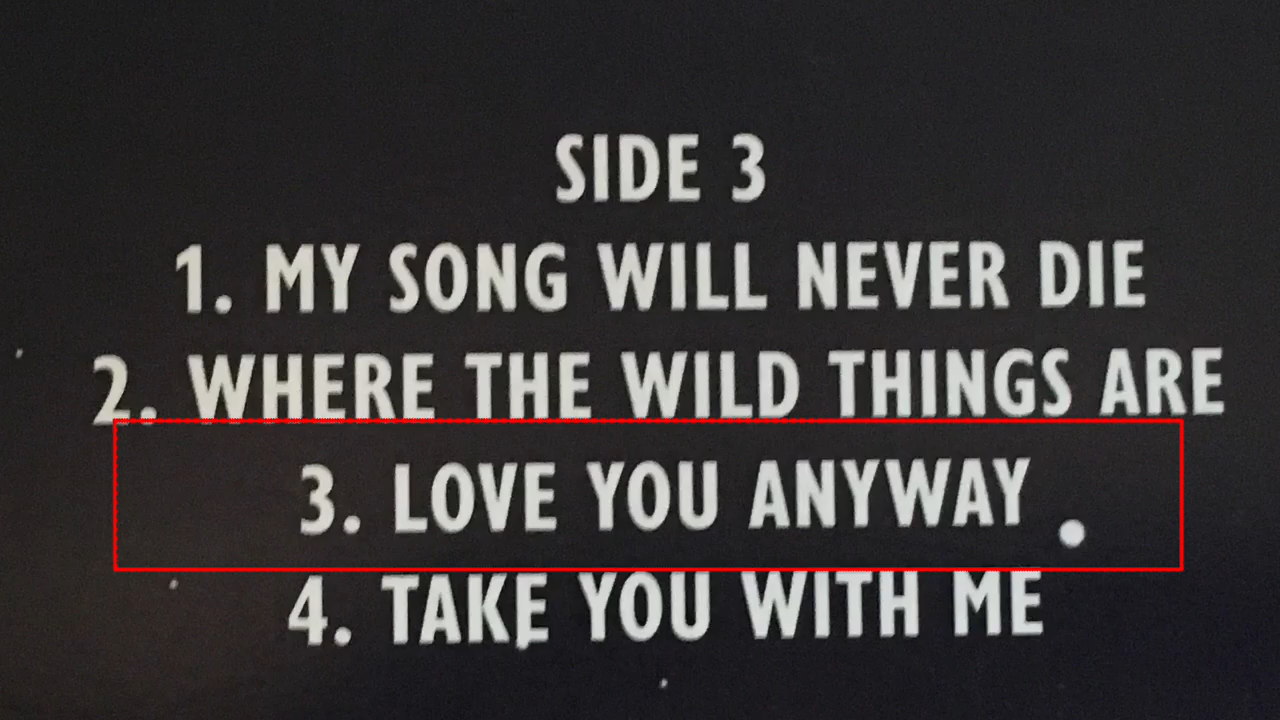 SIDE 3
1. MY SONG WILL NEVER DIE
2. WHERE THE WILD THINGS ARE
3. LOVE YOU ANYWAY
4. TAKE YOU WITH ME